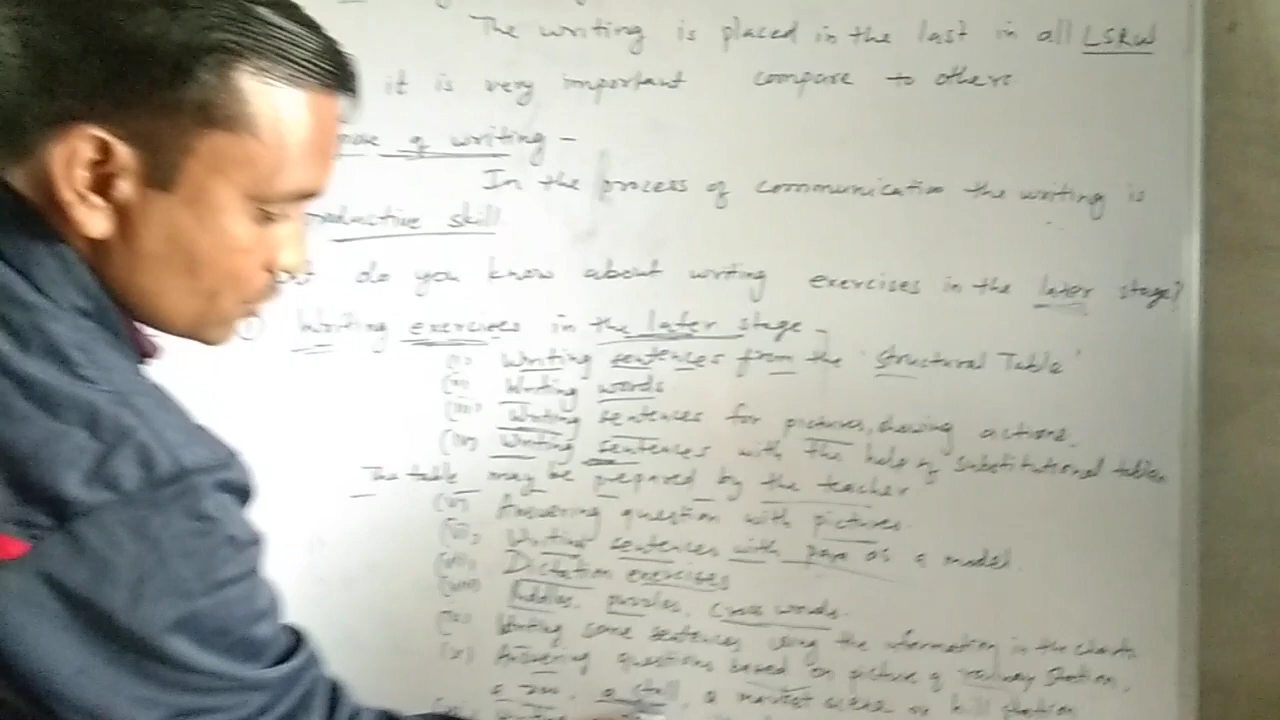 The writing is placed in the last in all LSRW
it is very important compare to others
of writing -
In the process of communication the writing is
productive skill
do you know about writing exercises in the later stage?
Writing exercises in the later stage -
(i) Writing sentences from the 'Structural Table'
(ii) Writing words
(iii) Writing sentences for pictures, showing actions.
(iv) Writing sentences with the help of substitutional tables
The table may be prepared by the teacher
(v) Answering question with pictures.
(vi) Writing sentences with as a model.
(vii) Dictation exercises
(viii) Riddles, puzzles, cross words.
(ix) Writing some sentences using the information in the charts
(x) Answering questions based on picture of railway station,
a zoo, a stall, a market scene or hill station